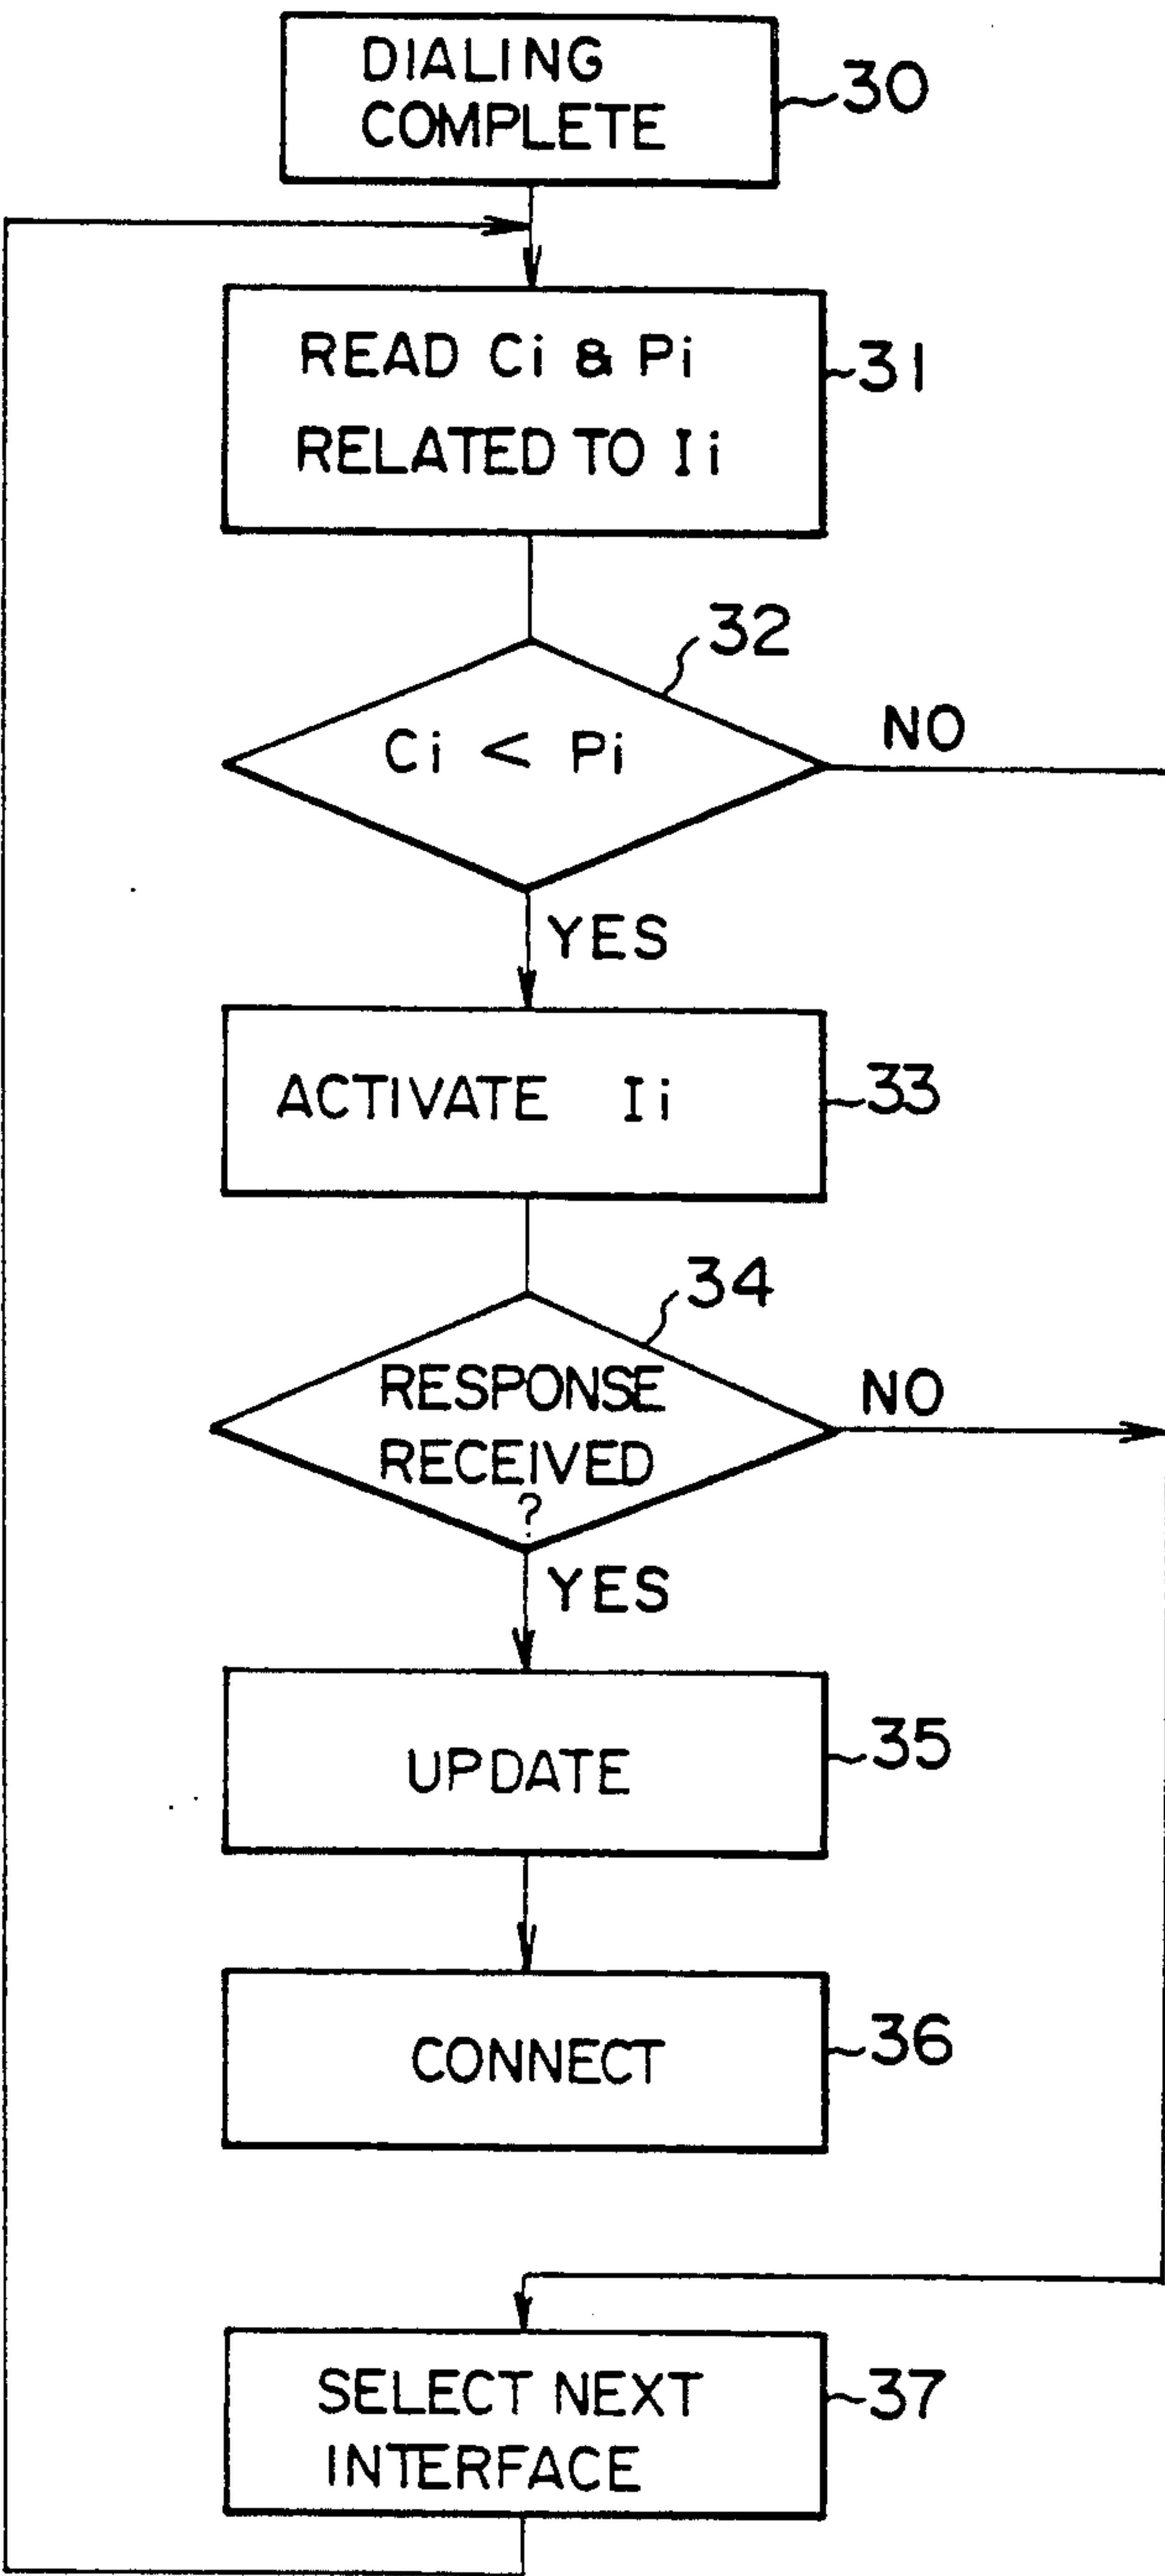 DIALING
COMPLETE
30
READ Ci & Pi
RELATED TO Ii
31
32
Ci < Pi
NO
YES
ACTIVATE Ii
33
34
RESPONSE
RECEIVED
?
NO
YES
UPDATE
35
CONNECT
36
SELECT NEXT
INTERFACE
37